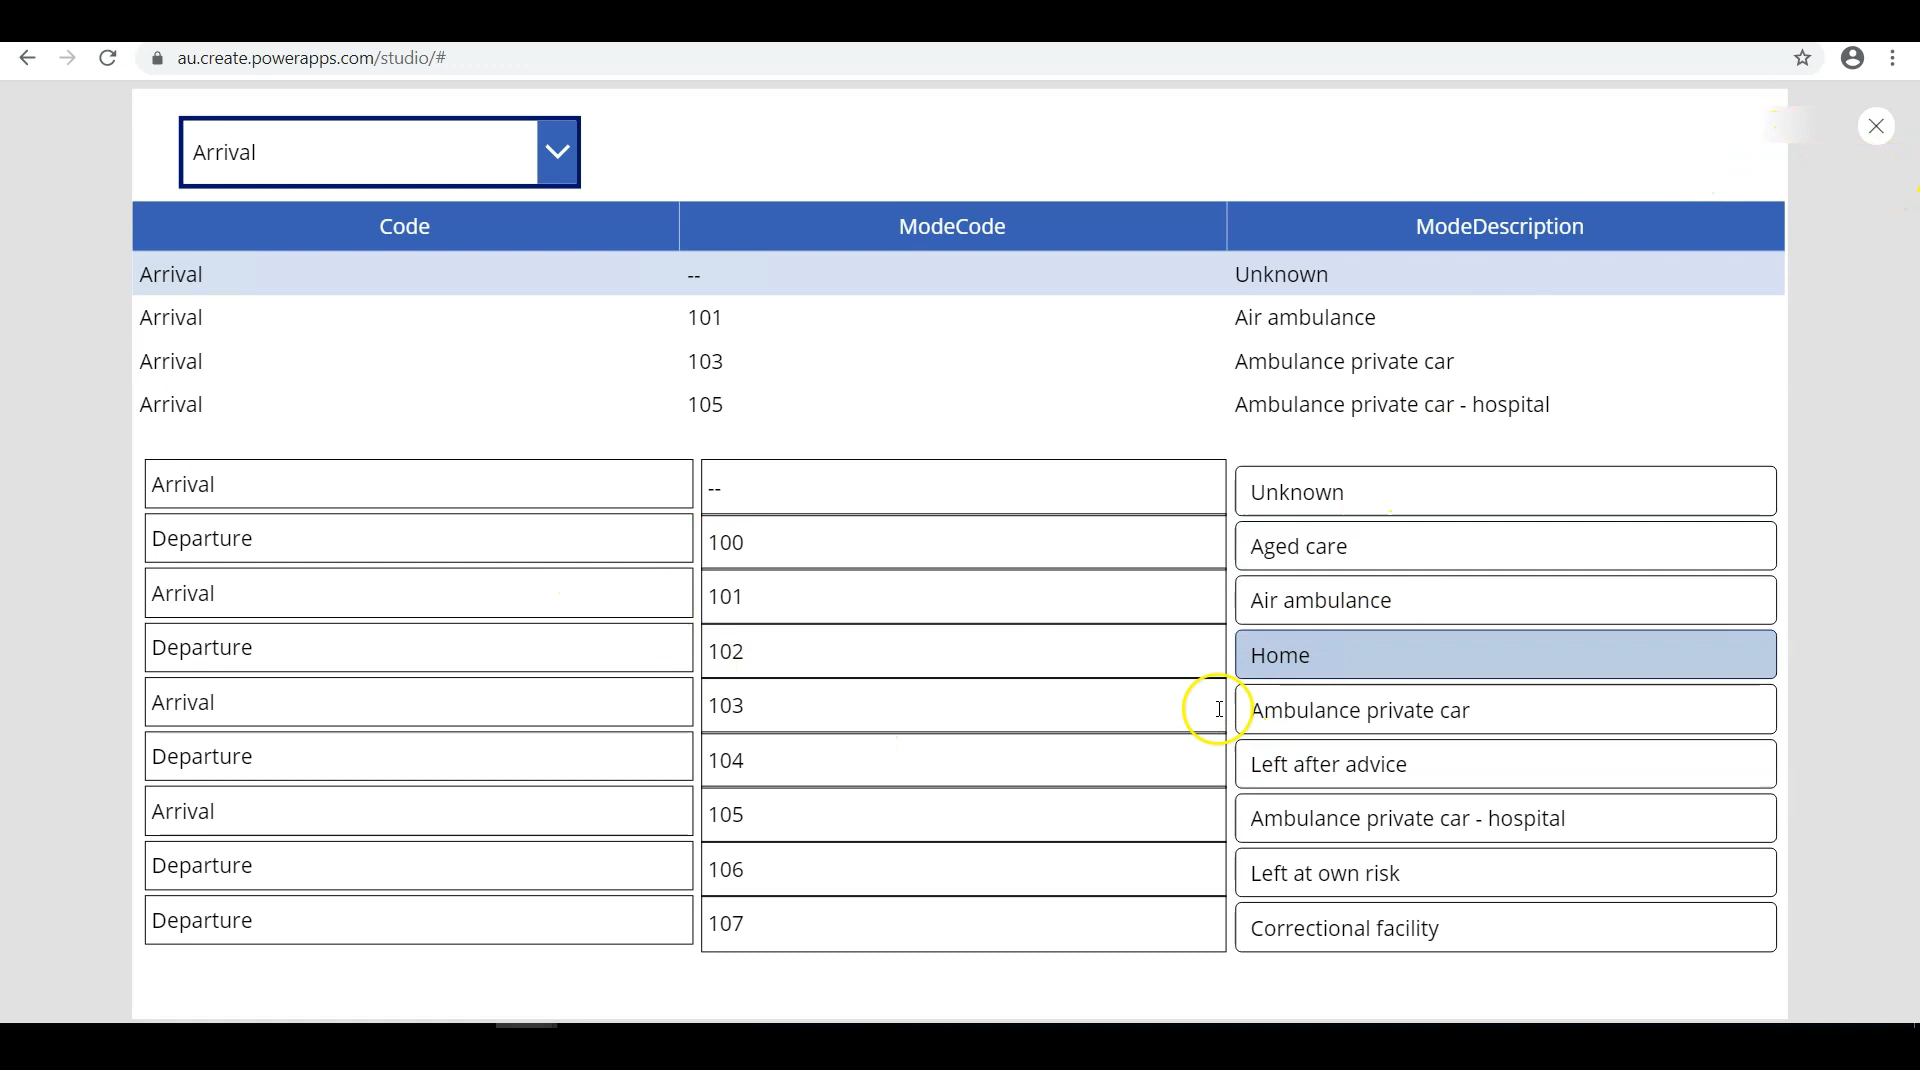 au.create.powerapps.com/studio/#
Arrival
Code ModeCode ModeDescription
Arrival -- Unknown
Arrival 101 Air ambulance
Arrival 103 Ambulance private car
Arrival 105 Ambulance private car - hospital
Arrival -- Unknown
Departure 100 Aged care
Arrival 101 Air ambulance
Departure 102 Home
Arrival 103 Ambulance private car
Departure 104 Left after advice
Arrival 105 Ambulance private car - hospital
Departure 106 Left at own risk
Departure 107 Correctional facility